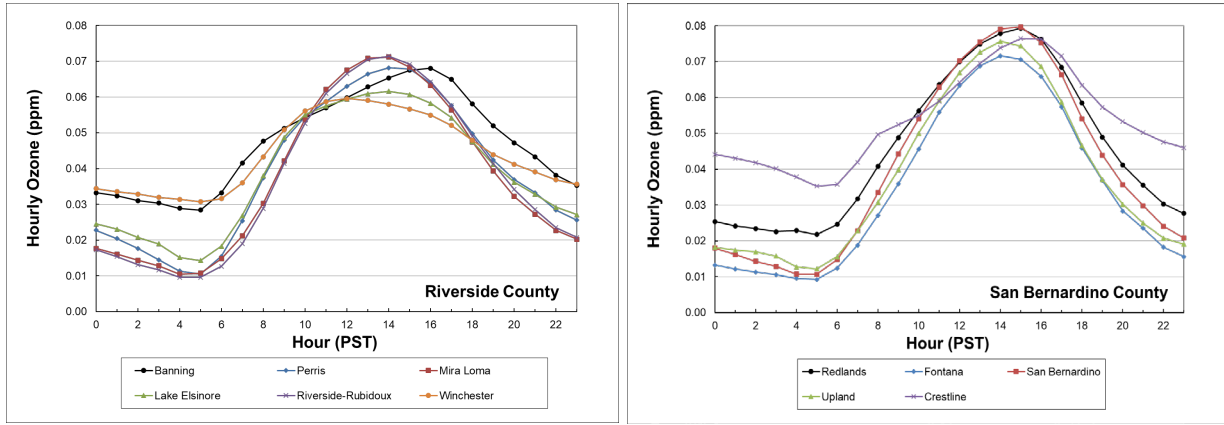 0.08
0.07
0.06
0.05
0.04
0.03
0.02
0.01
0.00
Hourly Ozone (ppm)
Riverside County
0 2 4 6 8 10 12 14 16 18 20 22
Hour (PST)
Banning Perris Mira Loma
Lake Elsinore Riverside-Rubidoux Winchester
0.08
0.07
0.06
0.05
0.04
0.03
0.02
0.01
0.00
Hourly Ozone (ppm)
San Bernardino County
0 2 4 6 8 10 12 14 16 18 20 22
Hour (PST)
Redlands Fontana San Bernardino
Upland Crestline